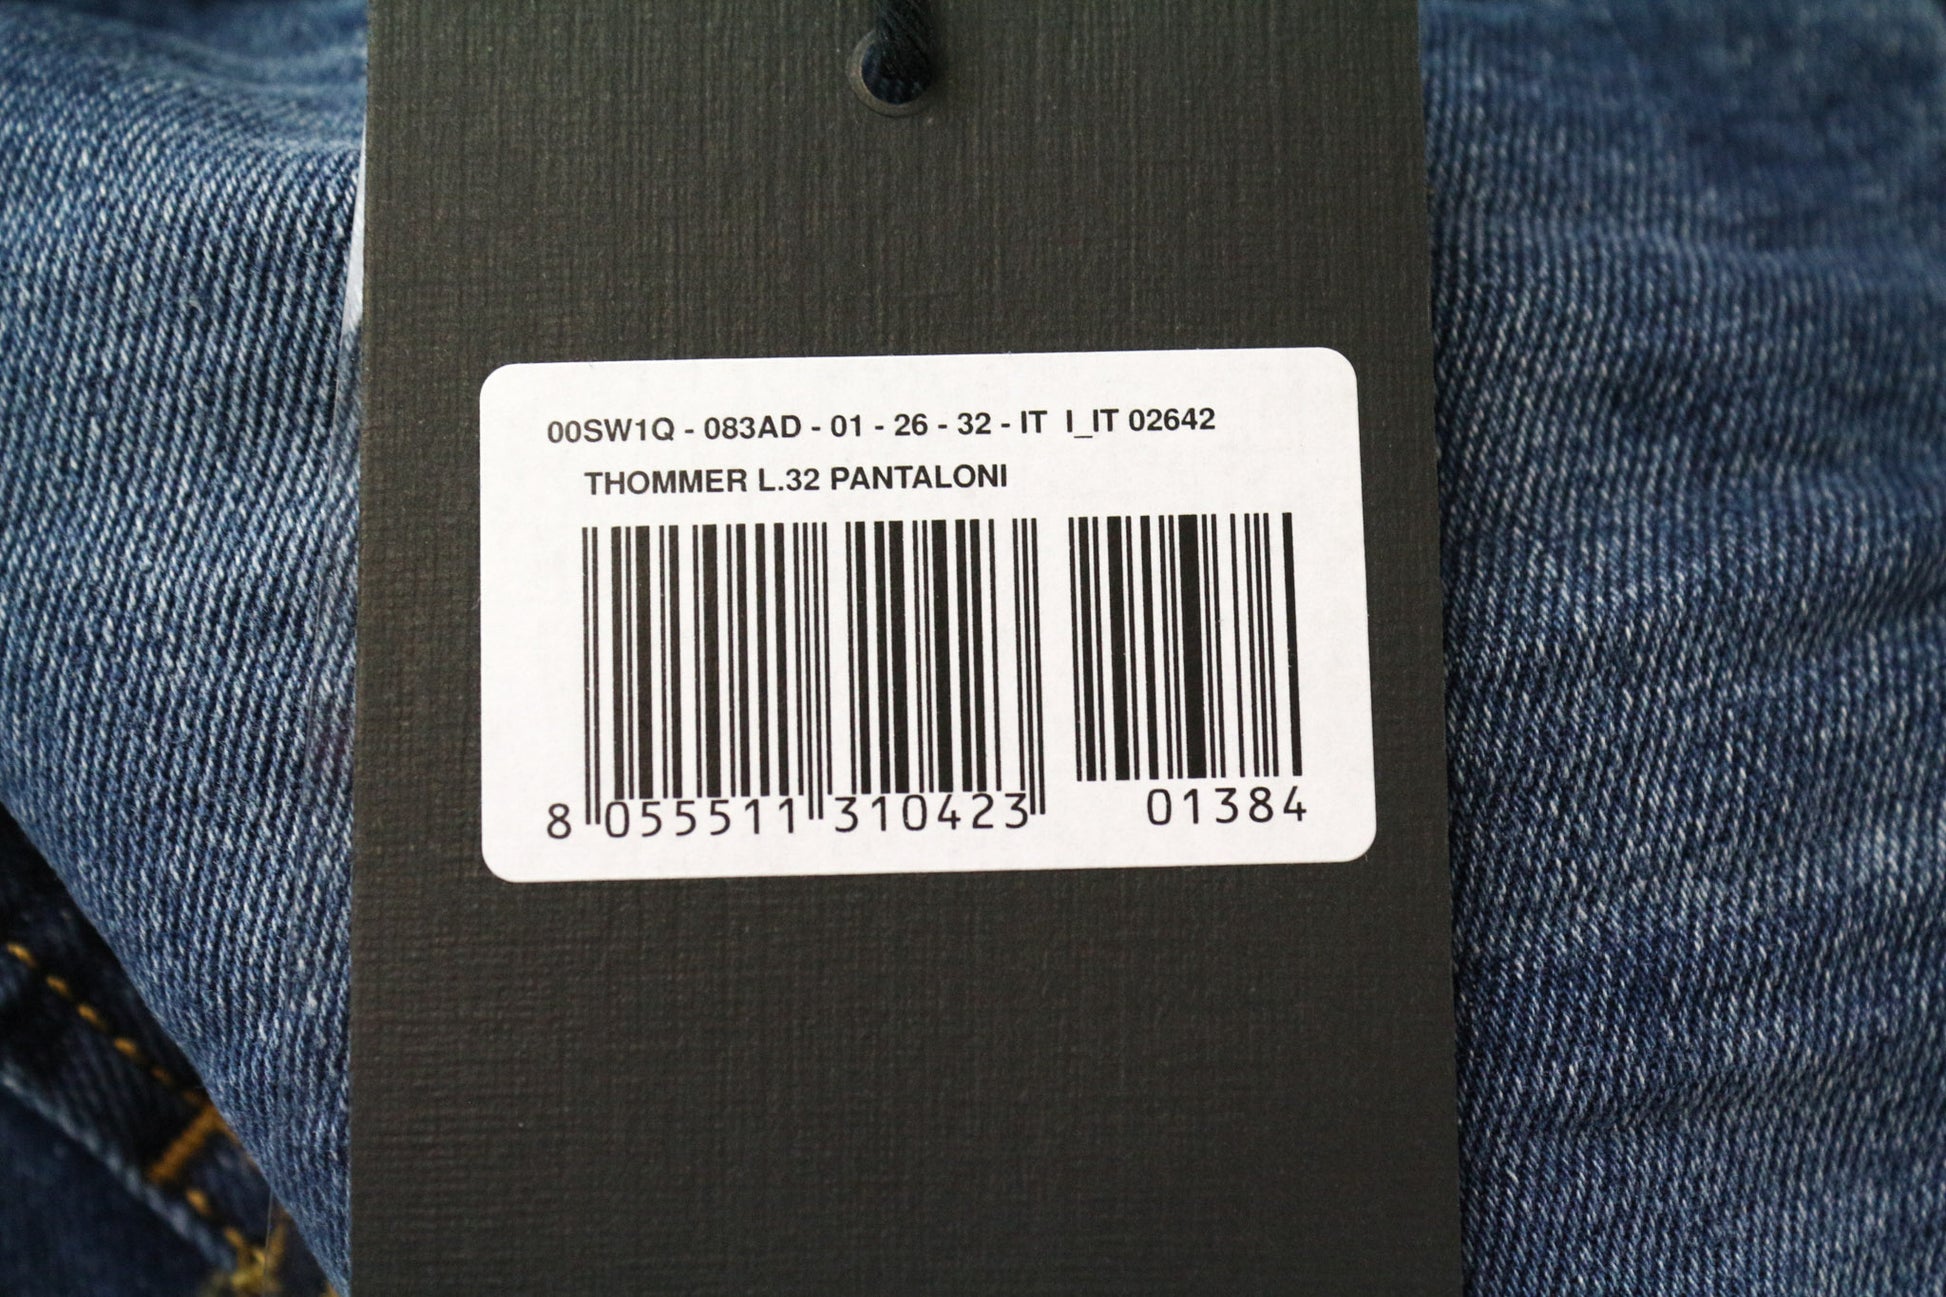 00SW1Q - 083AD - 01 - 26 - 32 - IT I_IT 02642
THOMMER L.32 PANTALONI
8 055511 310423 01384